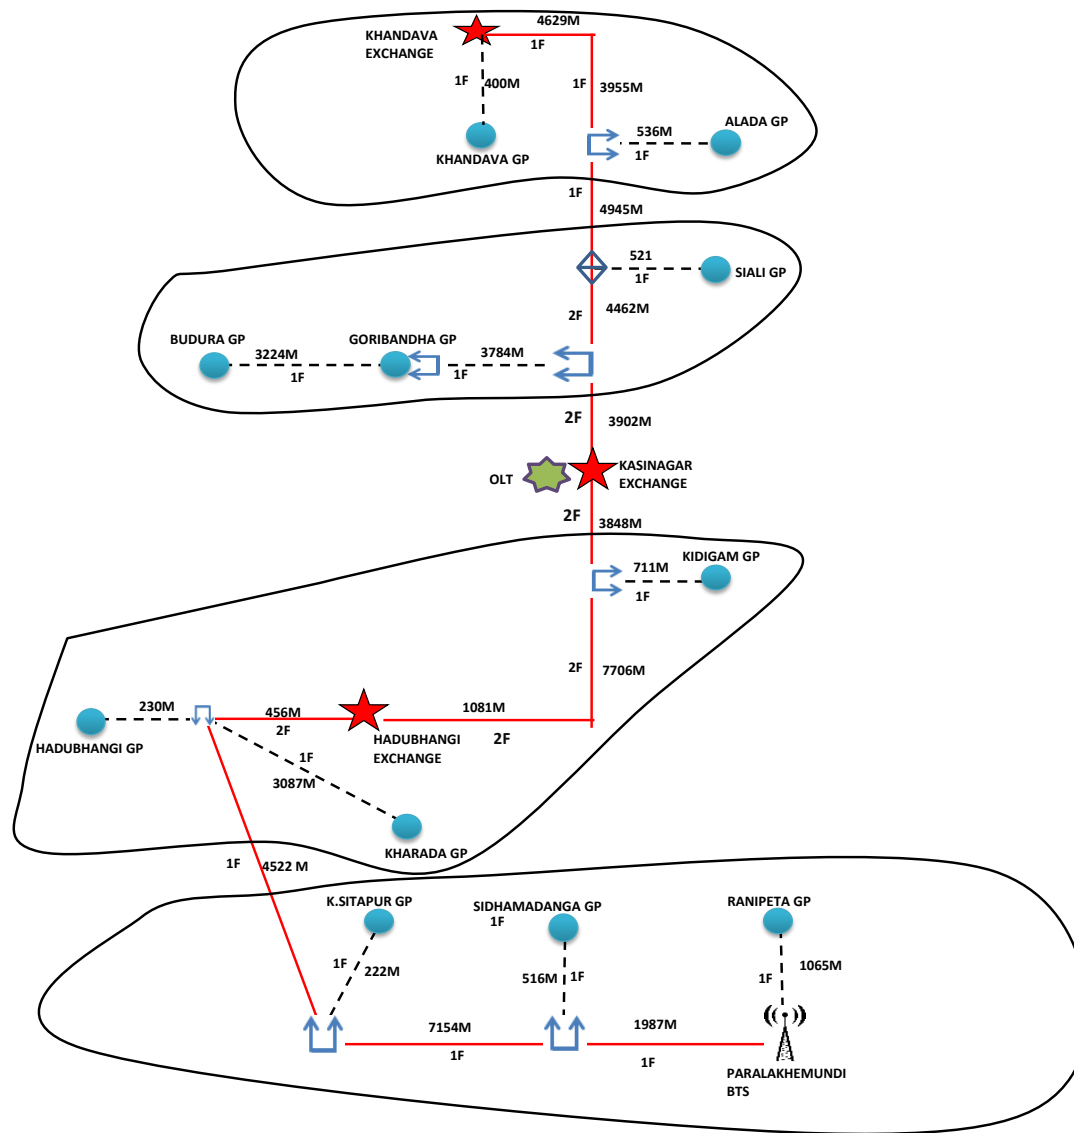 4629M
KHANDAVA
EXCHANGE
1F
1F
400M
1F
3955M
ALADA GP
536M
1F
KHANDAVA GP
1F
4945M
521
1F
SIALI GP
4462M
2F
BUDURA GP
GORIBANDHA GP
3224M
1F
3784M
1F
2F
3902M
OLT
KASINAGAR
EXCHANGE
2F
3848M
KIDIGAM GP
711M
1F
2F
7706M
230M
456M
2F
1081M
2F
HADUBHANGI GP
HADUBHANGI
EXCHANGE
1F
3087M
KHARADA GP
1F
4522 M
K.SITAPUR GP
SIDHAMADANGA GP
1F
RANIPETA GP
1F
222M
516M
1F
1F
1065M
7154M
1F
1987M
1F
PARALAKHEMUNDI
BTS